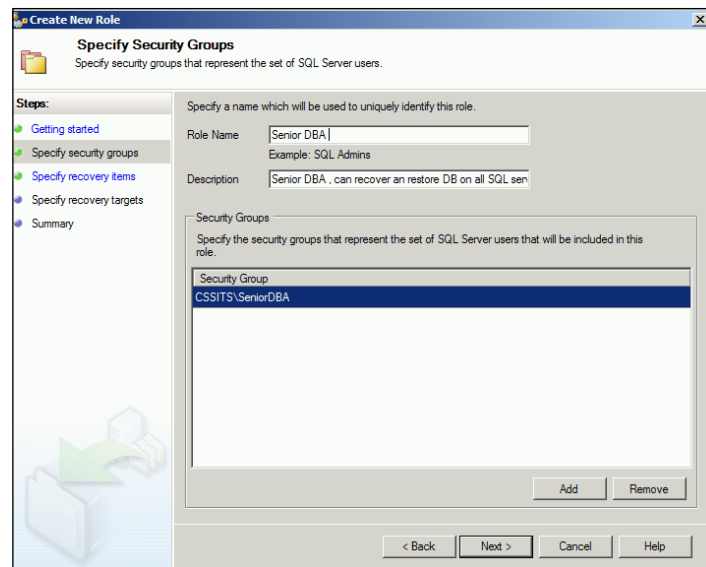 Create New Role
Specify Security Groups
Specify security groups that represent the set of SQL Server users.
Steps:
Getting started
Specify security groups
Specify recovery items
Specify recovery targets
Summary
Specify a name which will be used to uniquely identify this role.
Role Name
Senior DBA
Example: SQL Admins
Description
Senior DBA , can recover an restore DB on all SQL serv
Security Groups
Specify the security groups that represent the set of SQL Server users that will be included in this
role.
Security Group
CSSITS\SeniorDBA
Add
Remove
< Back
Next >
Cancel
Help